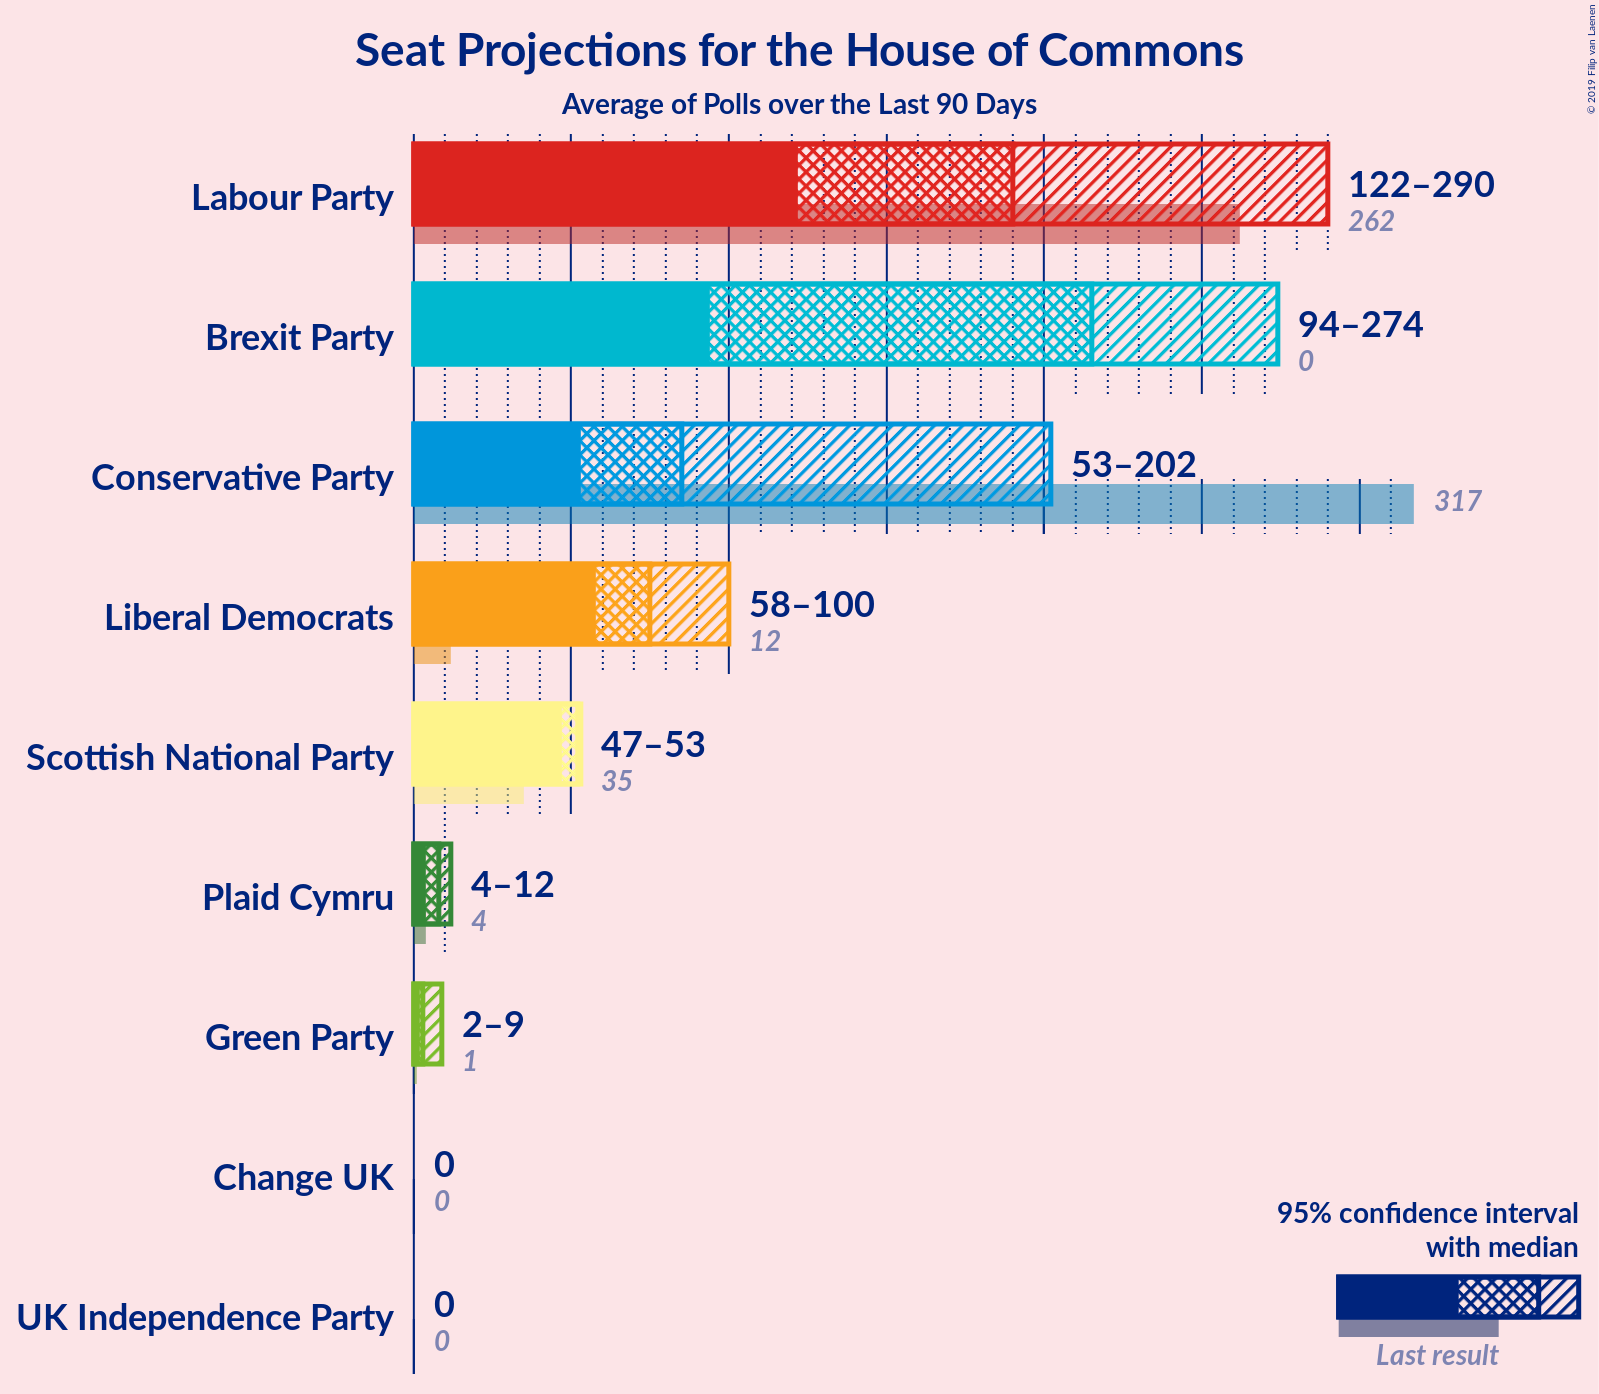 Seat Projections for the House of Commons
Average of Polls over the Last 90 Days
© 2019 Filip van Laenen
Labour Party
122–290
262
Brexit Party
94–274
0
Conservative Party
53–202
317
Liberal Democrats
58–100
12
Scottish National Party
47–53
35
Plaid Cymru
4–12
4
Green Party
2–9
1
Change UK
0
0
UK Independence Party
0
0
95% confidence interval
with median
Last result